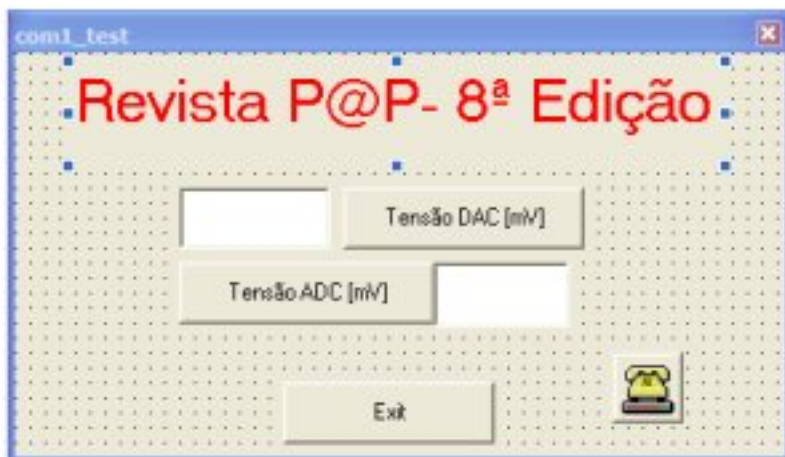 com1_test
Revista P@P- 8ª Edição
Tensão DAC [mV]
Tensão ADC [mV]
Exit